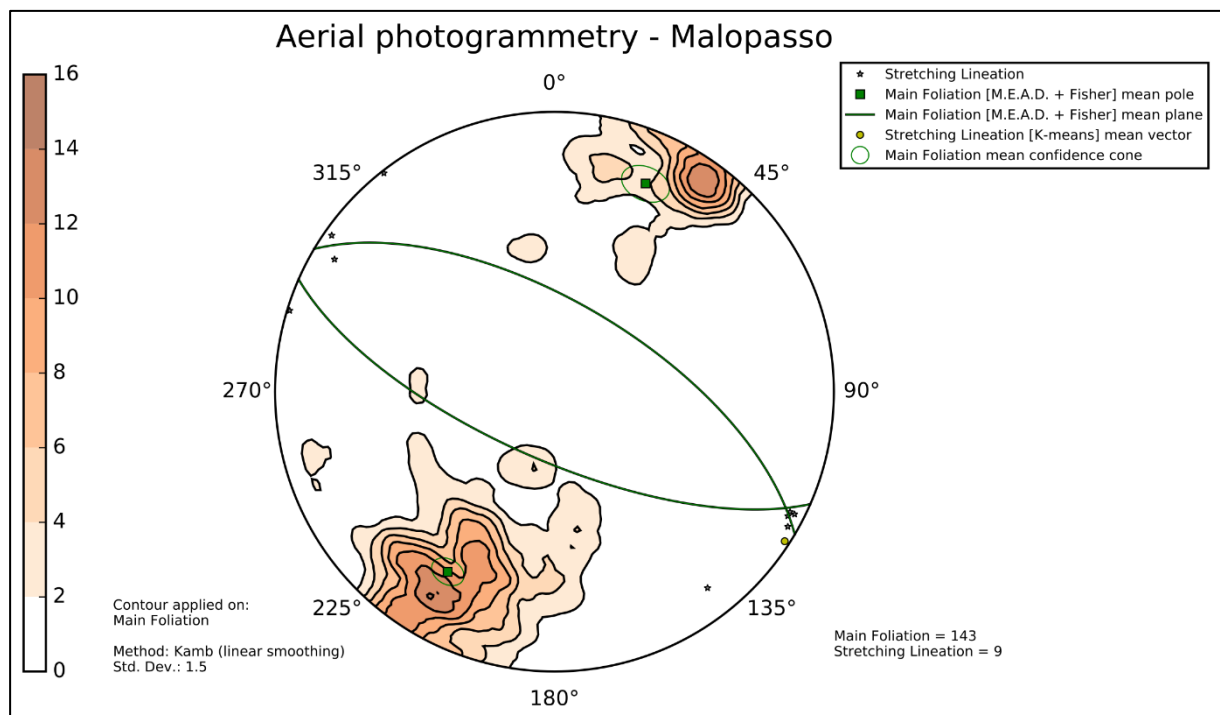 Aerial photogrammetry - Malopasso
16
14
12
10
8
6
4
2
0
0°
45°
90°
135°
180°
225°
270°
315°
Stretching Lineation
Main Foliation [M.E.A.D. + Fisher] mean pole
Main Foliation [M.E.A.D. + Fisher] mean plane
Stretching Lineation [K-means] mean vector
Main Foliation mean confidence cone
Contour applied on:
Main Foliation
Method: Kamb (linear smoothing)
Std. Dev.: 1.5
Main Foliation = 143
Stretching Lineation = 9